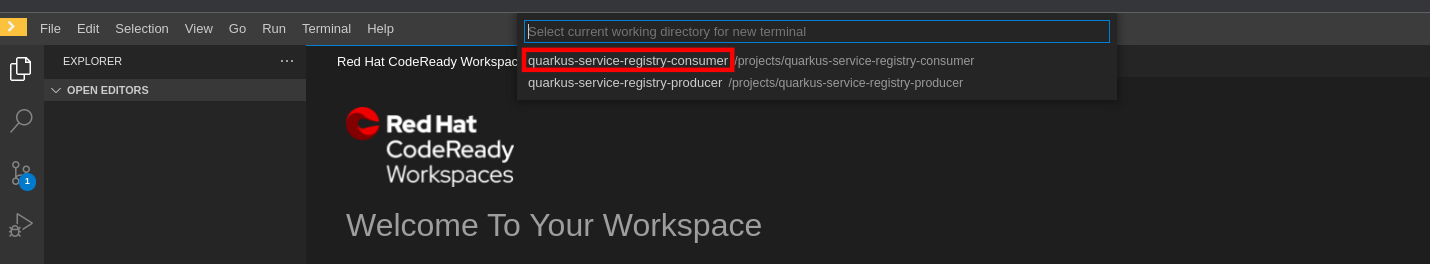 File Edit Selection View Go Run Terminal Help
Select current working directory for new terminal
quarkus-service-registry-consumer /projects/quarkus-service-registry-consumer
quarkus-service-registry-producer /projects/quarkus-service-registry-producer
EXPLORER
OPEN EDITORS
1
Red Hat CodeReady Workspac
Red Hat
CodeReady
Workspaces
Welcome To Your Workspace